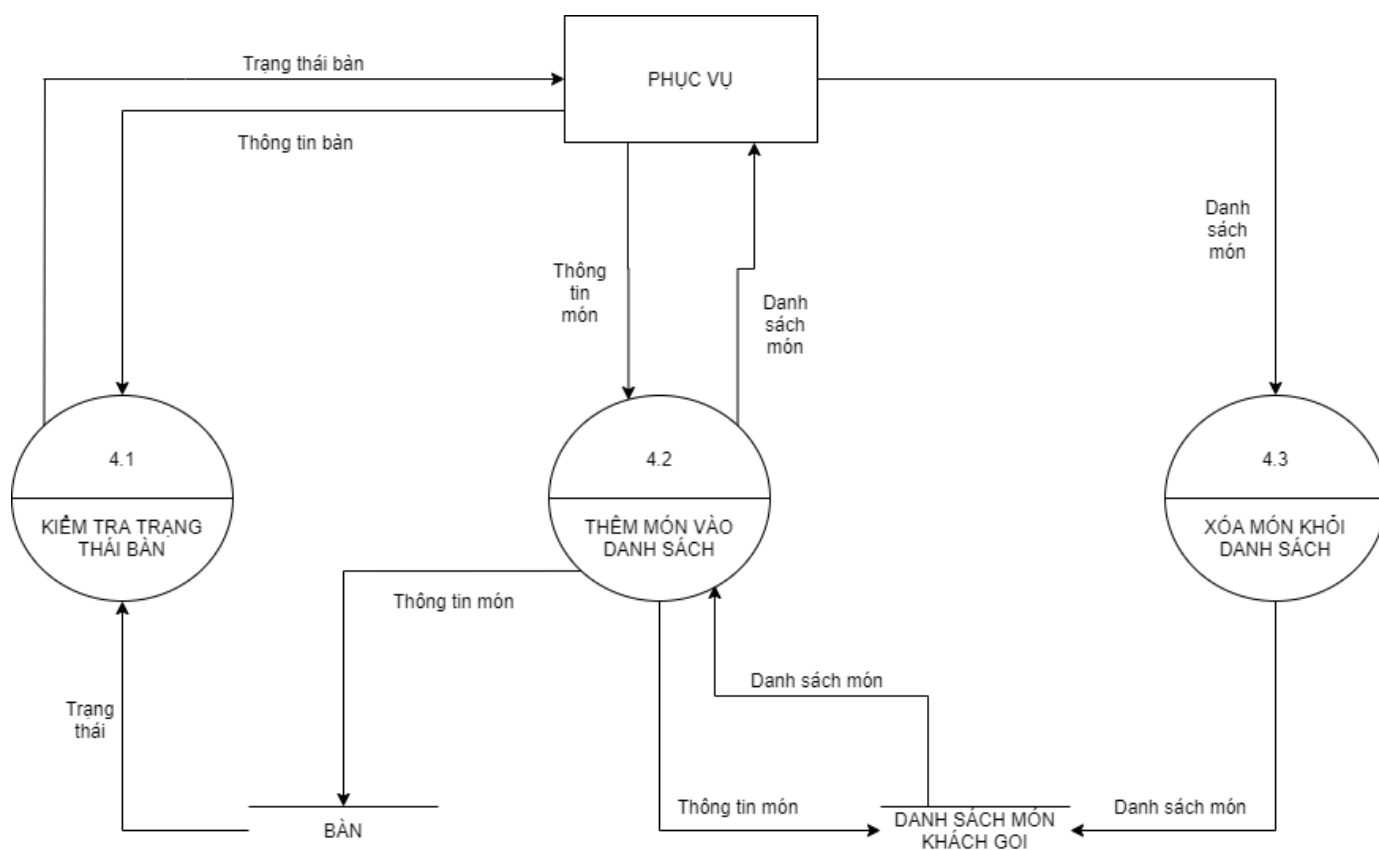 Trạng thái bàn
PHỤC VỤ
Thông tin bàn
Danh
sách
món
Thông
tin
món
Danh
sách
món
4.1
KIỂM TRA TRẠNG
THÁI BÀN
4.2
THÊM MÓN VÀO
DANH SÁCH
4.3
XÓA MÓN KHỎI
DANH SÁCH
Thông tin món
Danh sách món
Trạng
thái
BÀN
Thông tin món
DANH SÁCH MÓN
KHÁCH GOI
Danh sách món